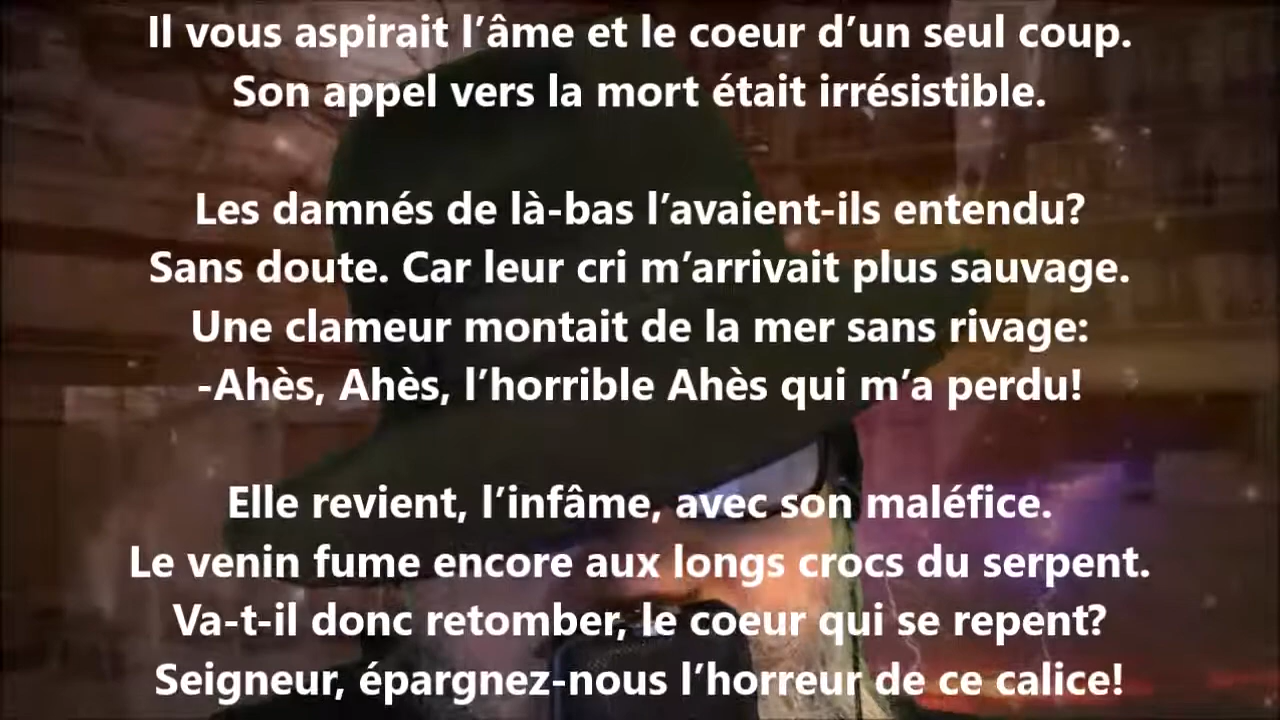 Il vous aspirait l’âme et le coeur d’un seul coup.
Son appel vers la mort était irrésistible.
Les damnés de là-bas l’avaient-ils entendu?
Sans doute. Car leur cri m’arrivait plus sauvage.
Une clameur montait de la mer sans rivage:
-Ahès, Ahès, l’horrible Ahès qui m’a perdu!
Elle revient, l’infâme, avec son maléfice.
Le venin fume encore aux longs crocs du serpent.
Va-t-il donc retomber, le coeur qui se repent?
Seigneur, épargnez-nous l’horreur de ce calice!